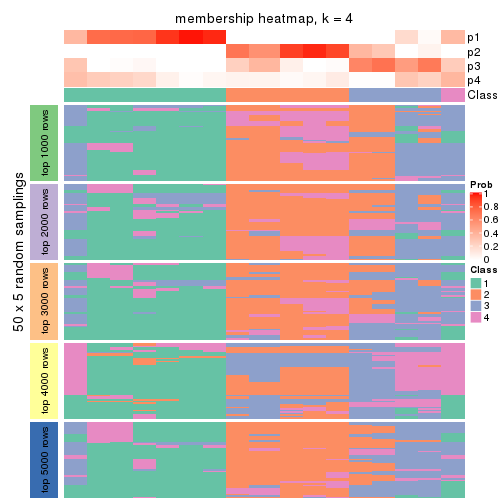 membership heatmap, k = 4
p1
p2
p3
p4
Class
50 x 5 random samplings
top 1000 rows
top 2000 rows
top 3000 rows
top 4000 rows
top 5000 rows
Prob
1
0.8
0.6
0.4
0.2
0
Class
1
2
3
4